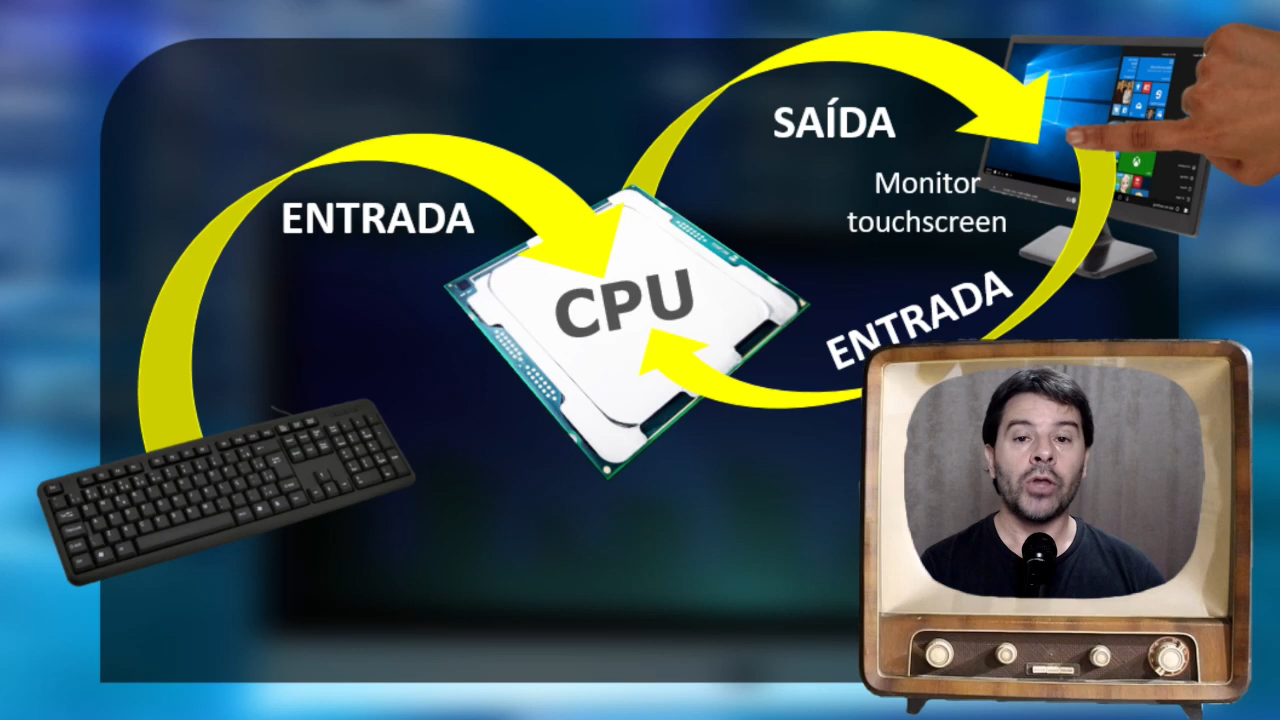 SAÍDA
Monitor
touchscreen
ENTRADA
CPU
ENTRADA